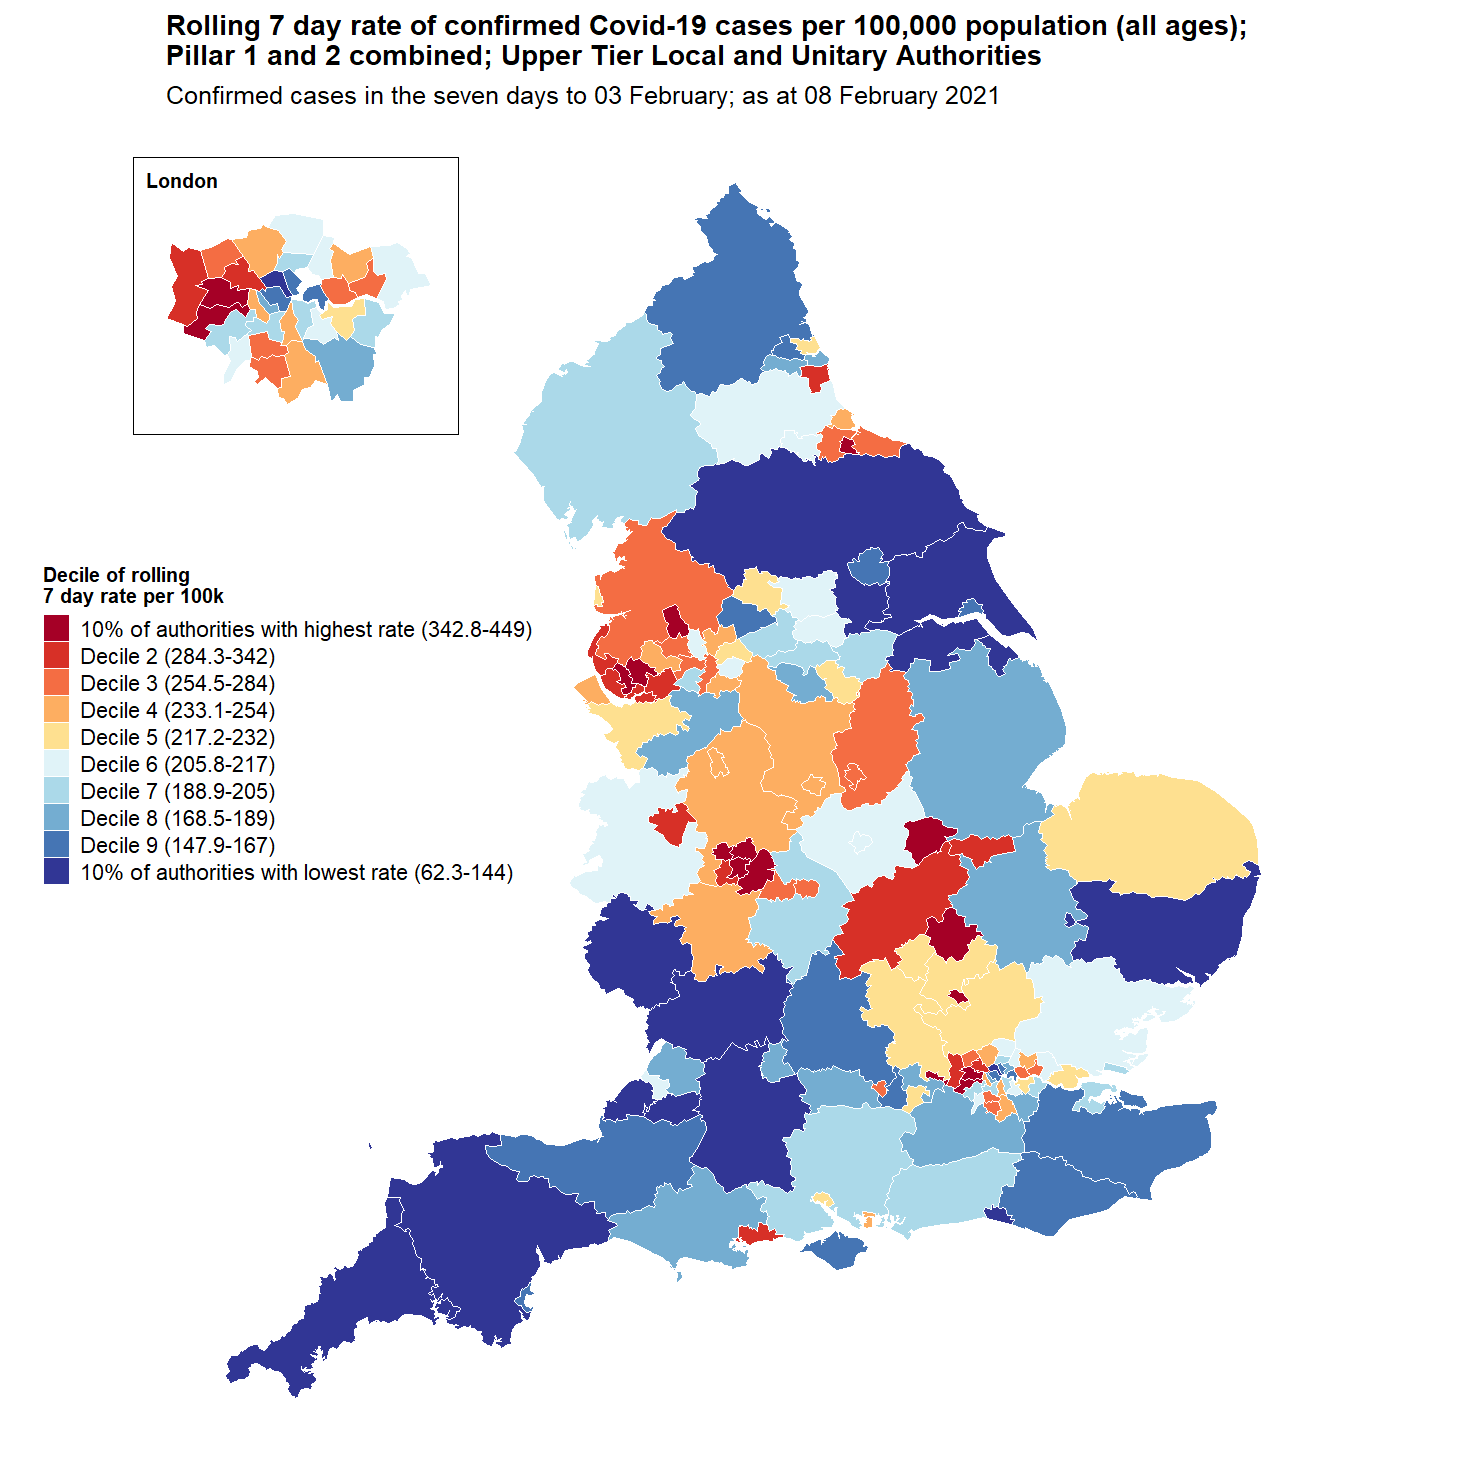 Rolling 7 day rate of confirmed Covid-19 cases per 100,000 population (all ages);
Pillar 1 and 2 combined; Upper Tier Local and Unitary Authorities
Confirmed cases in the seven days to 03 February; as at 08 February 2021
London
Decile of rolling
7 day rate per 100k
10% of authorities with highest rate (342.8-449)
Decile 2 (284.3-342)
Decile 3 (254.5-284)
Decile 4 (233.1-254)
Decile 5 (217.2-232)
Decile 6 (205.8-217)
Decile 7 (188.9-205)
Decile 8 (168.5-189)
Decile 9 (147.9-167)
10% of authorities with lowest rate (62.3-144)